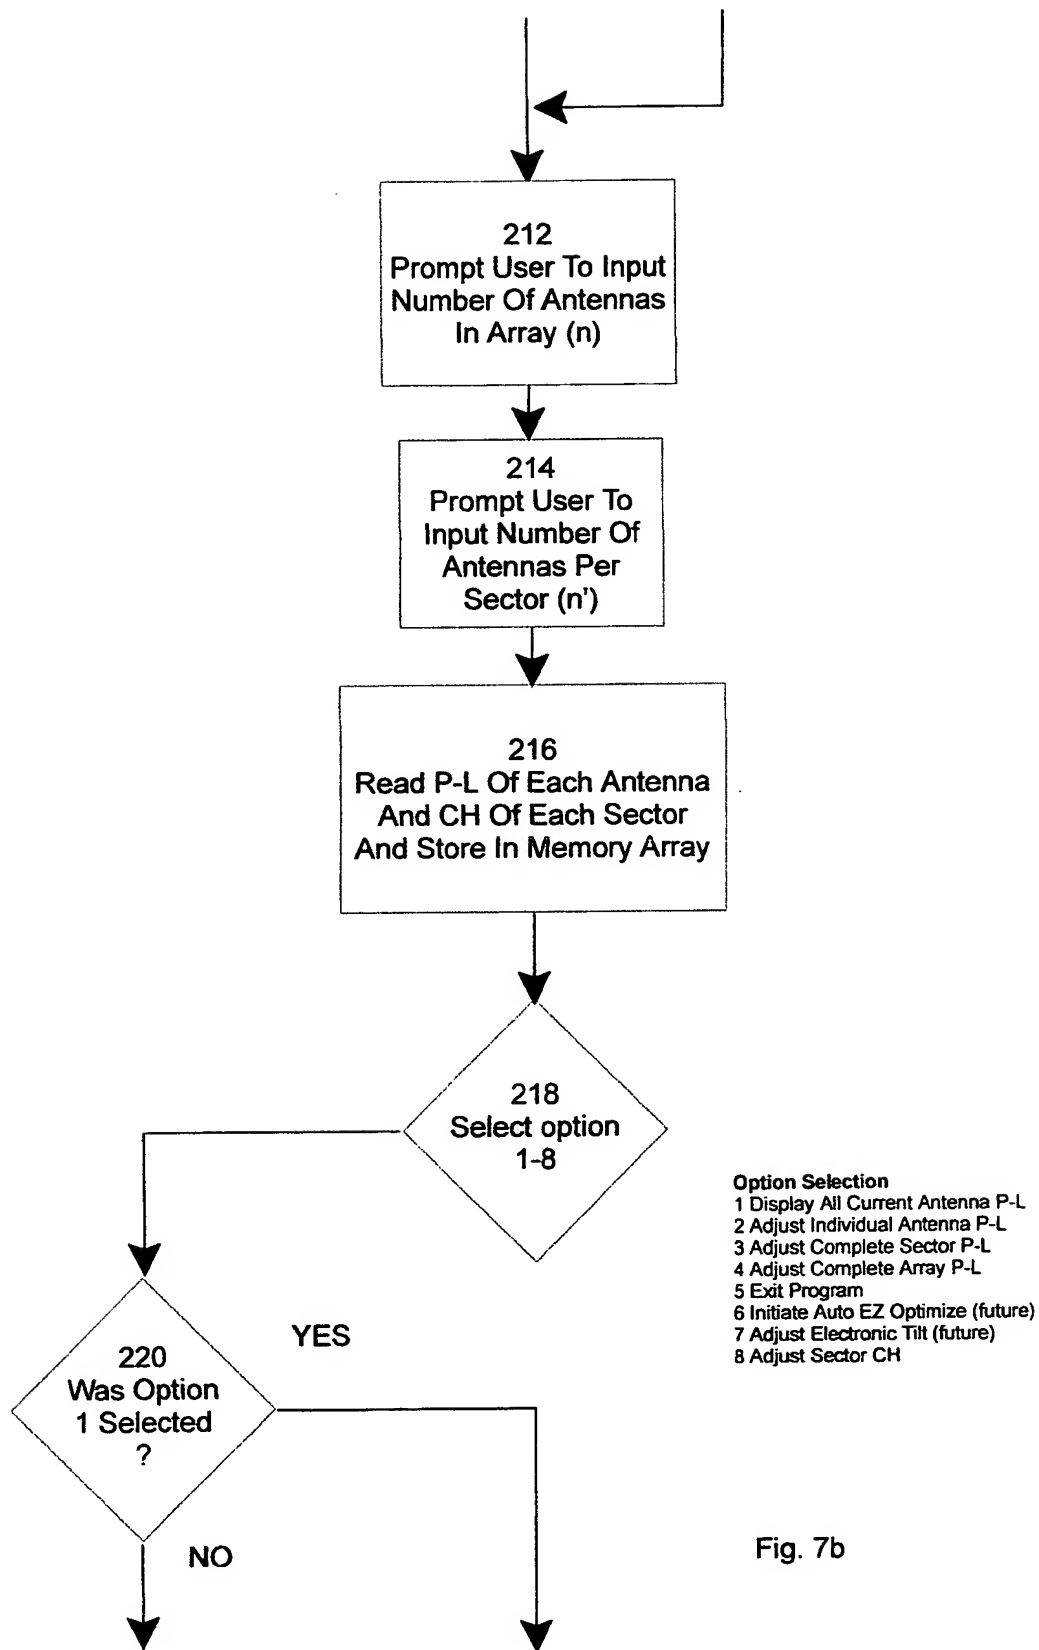 212
Prompt User To Input
Number Of Antennas
In Array (n)
214
Prompt User To
Input Number Of
Antennas Per
Sector (n')
216
Read P-L Of Each Antenna
And CH Of Each Sector
And Store In Memory Array
218
Select option
1-8
Option Selection
1 Display All Current Antenna P-L
2 Adjust Individual Antenna P-L
3 Adjust Complete Sector P-L
4 Adjust Complete Array P-L
5 Exit Program
6 Initiate Auto EZ Optimize (future)
7 Adjust Electronic Tilt (future)
8 Adjust Sector CH
YES
220
Was Option
1 Selected
?
NO
Fig. 7b